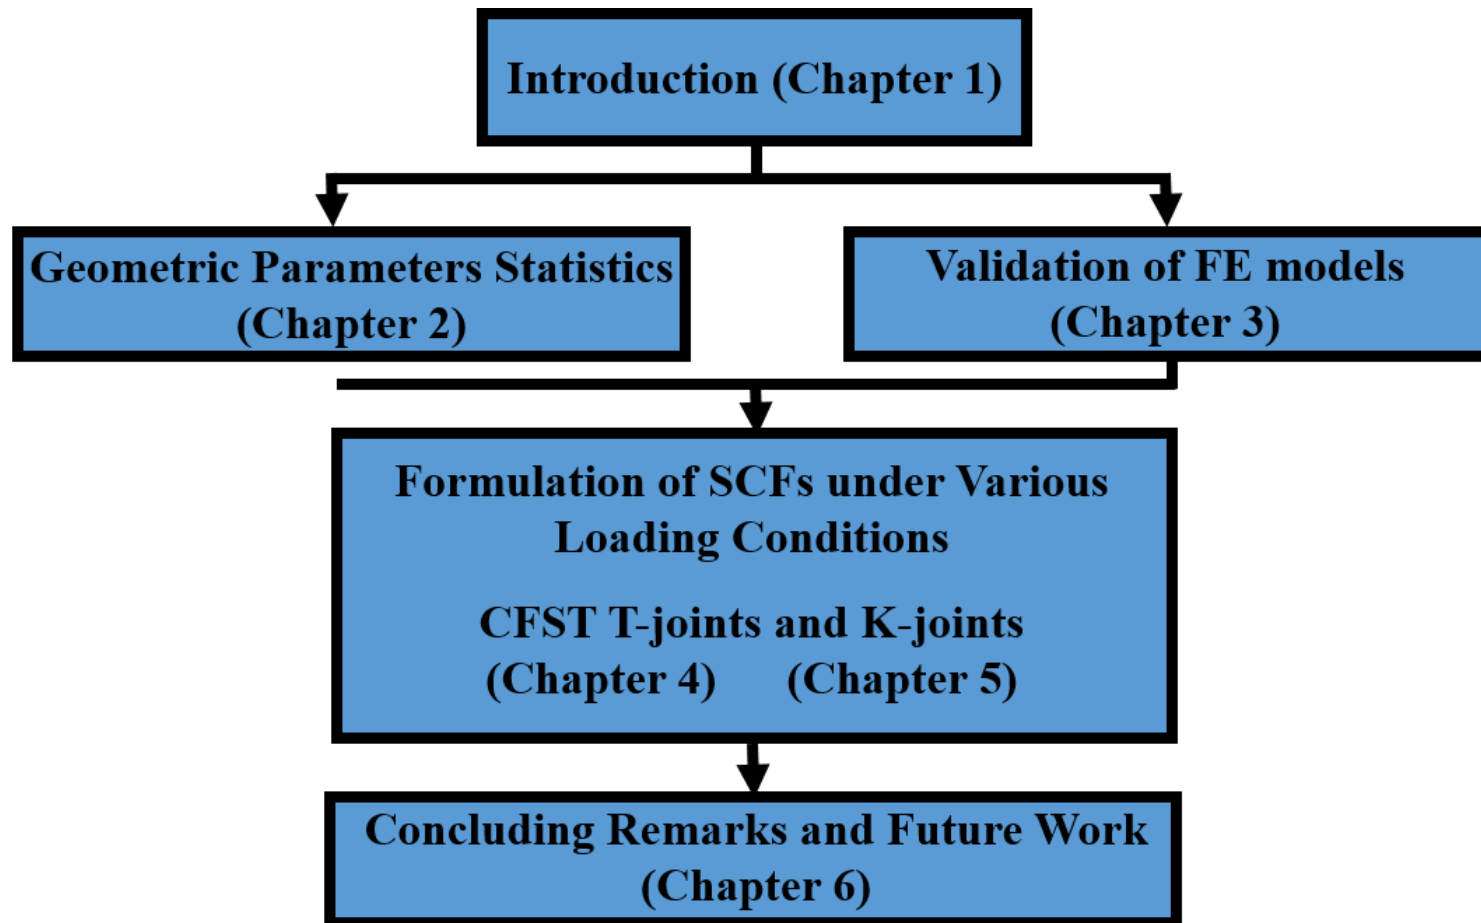 Introduction (Chapter 1)
Geometric Parameters Statistics
(Chapter 2)
Validation of FE models
(Chapter 3)
Formulation of SCFs under Various
Loading Conditions
CFST T-joints and K-joints
(Chapter 4) (Chapter 5)
Concluding Remarks and Future Work
(Chapter 6)